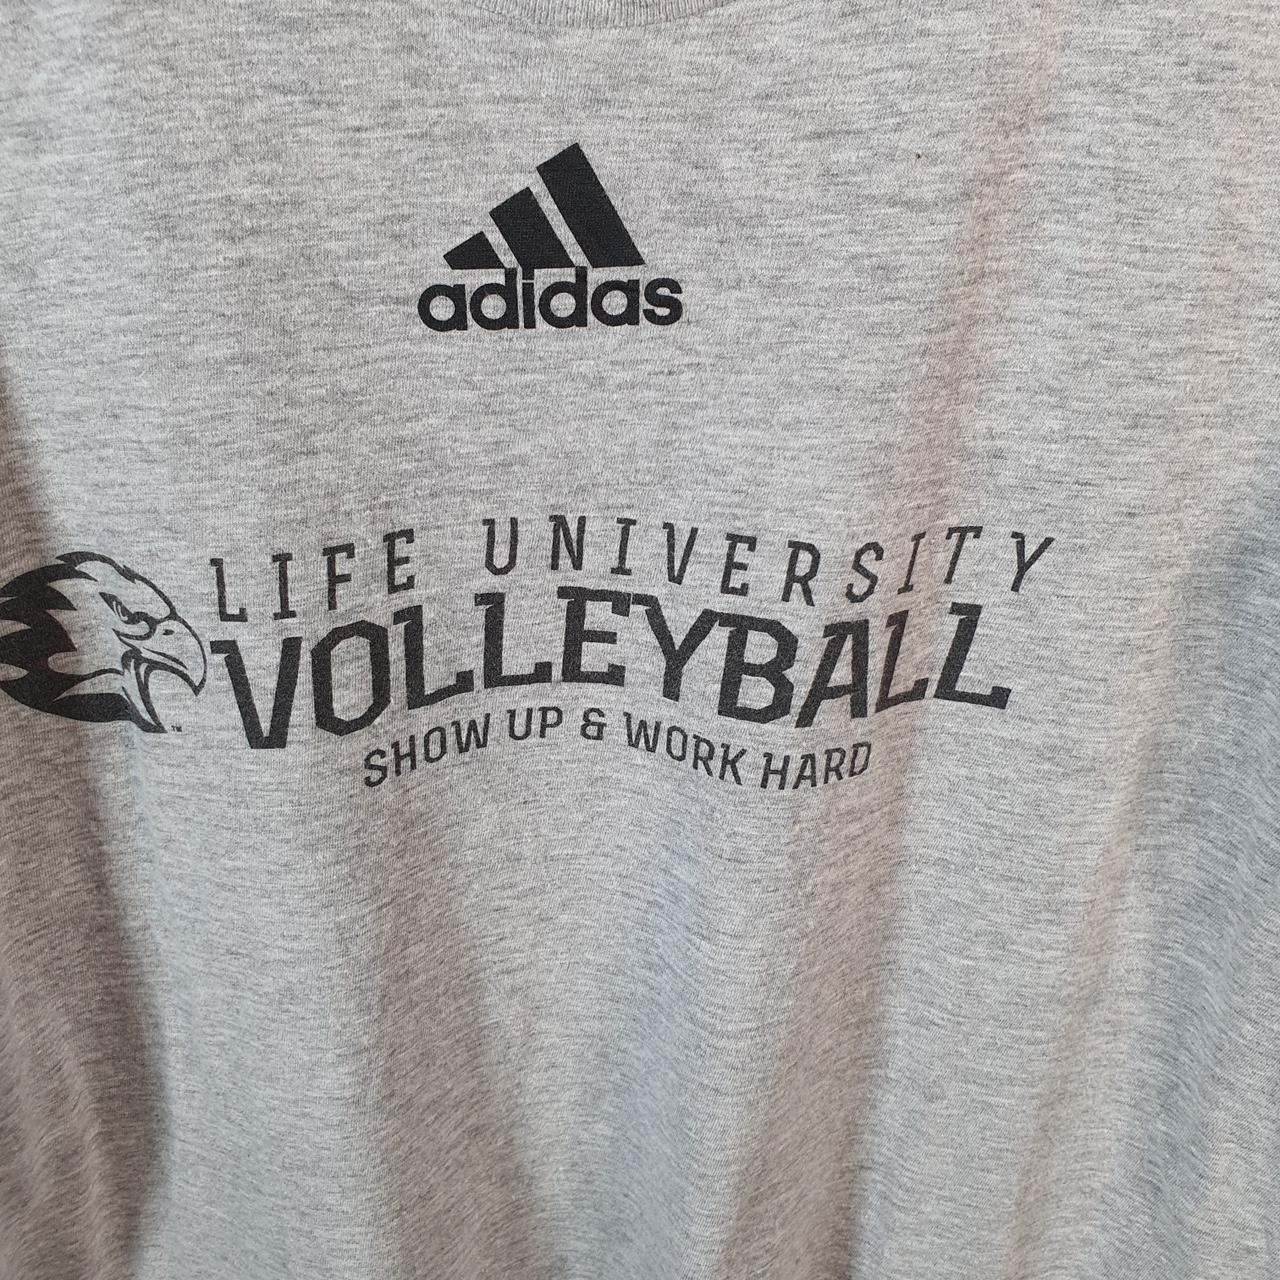 adidas
LIFE UNIVERSITY
VOLLEYBALL
SHOW UP & WORK HARD